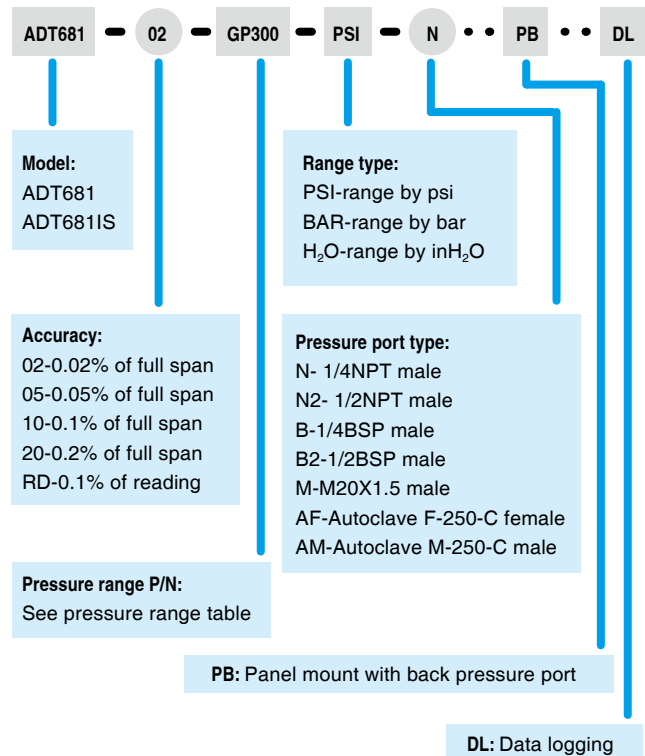 ADT681 – 02 – GP300 – PSI – N • • PB • • DL
Model:
ADT681
ADT681IS
Range type:
PSI-range by psi
BAR-range by bar
H₂O-range by inH₂O
Accuracy:
02-0.02% of full span
05-0.05% of full span
10-0.1% of full span
20-0.2% of full span
RD-0.1% of reading
Pressure port type:
N- 1/4NPT male
N2- 1/2NPT male
B-1/4BSP male
B2-1/2BSP male
M-M20X1.5 male
AF-Autoclave F-250-C female
AM-Autoclave M-250-C male
Pressure range P/N:
See pressure range table
PB: Panel mount with back pressure port
DL: Data logging